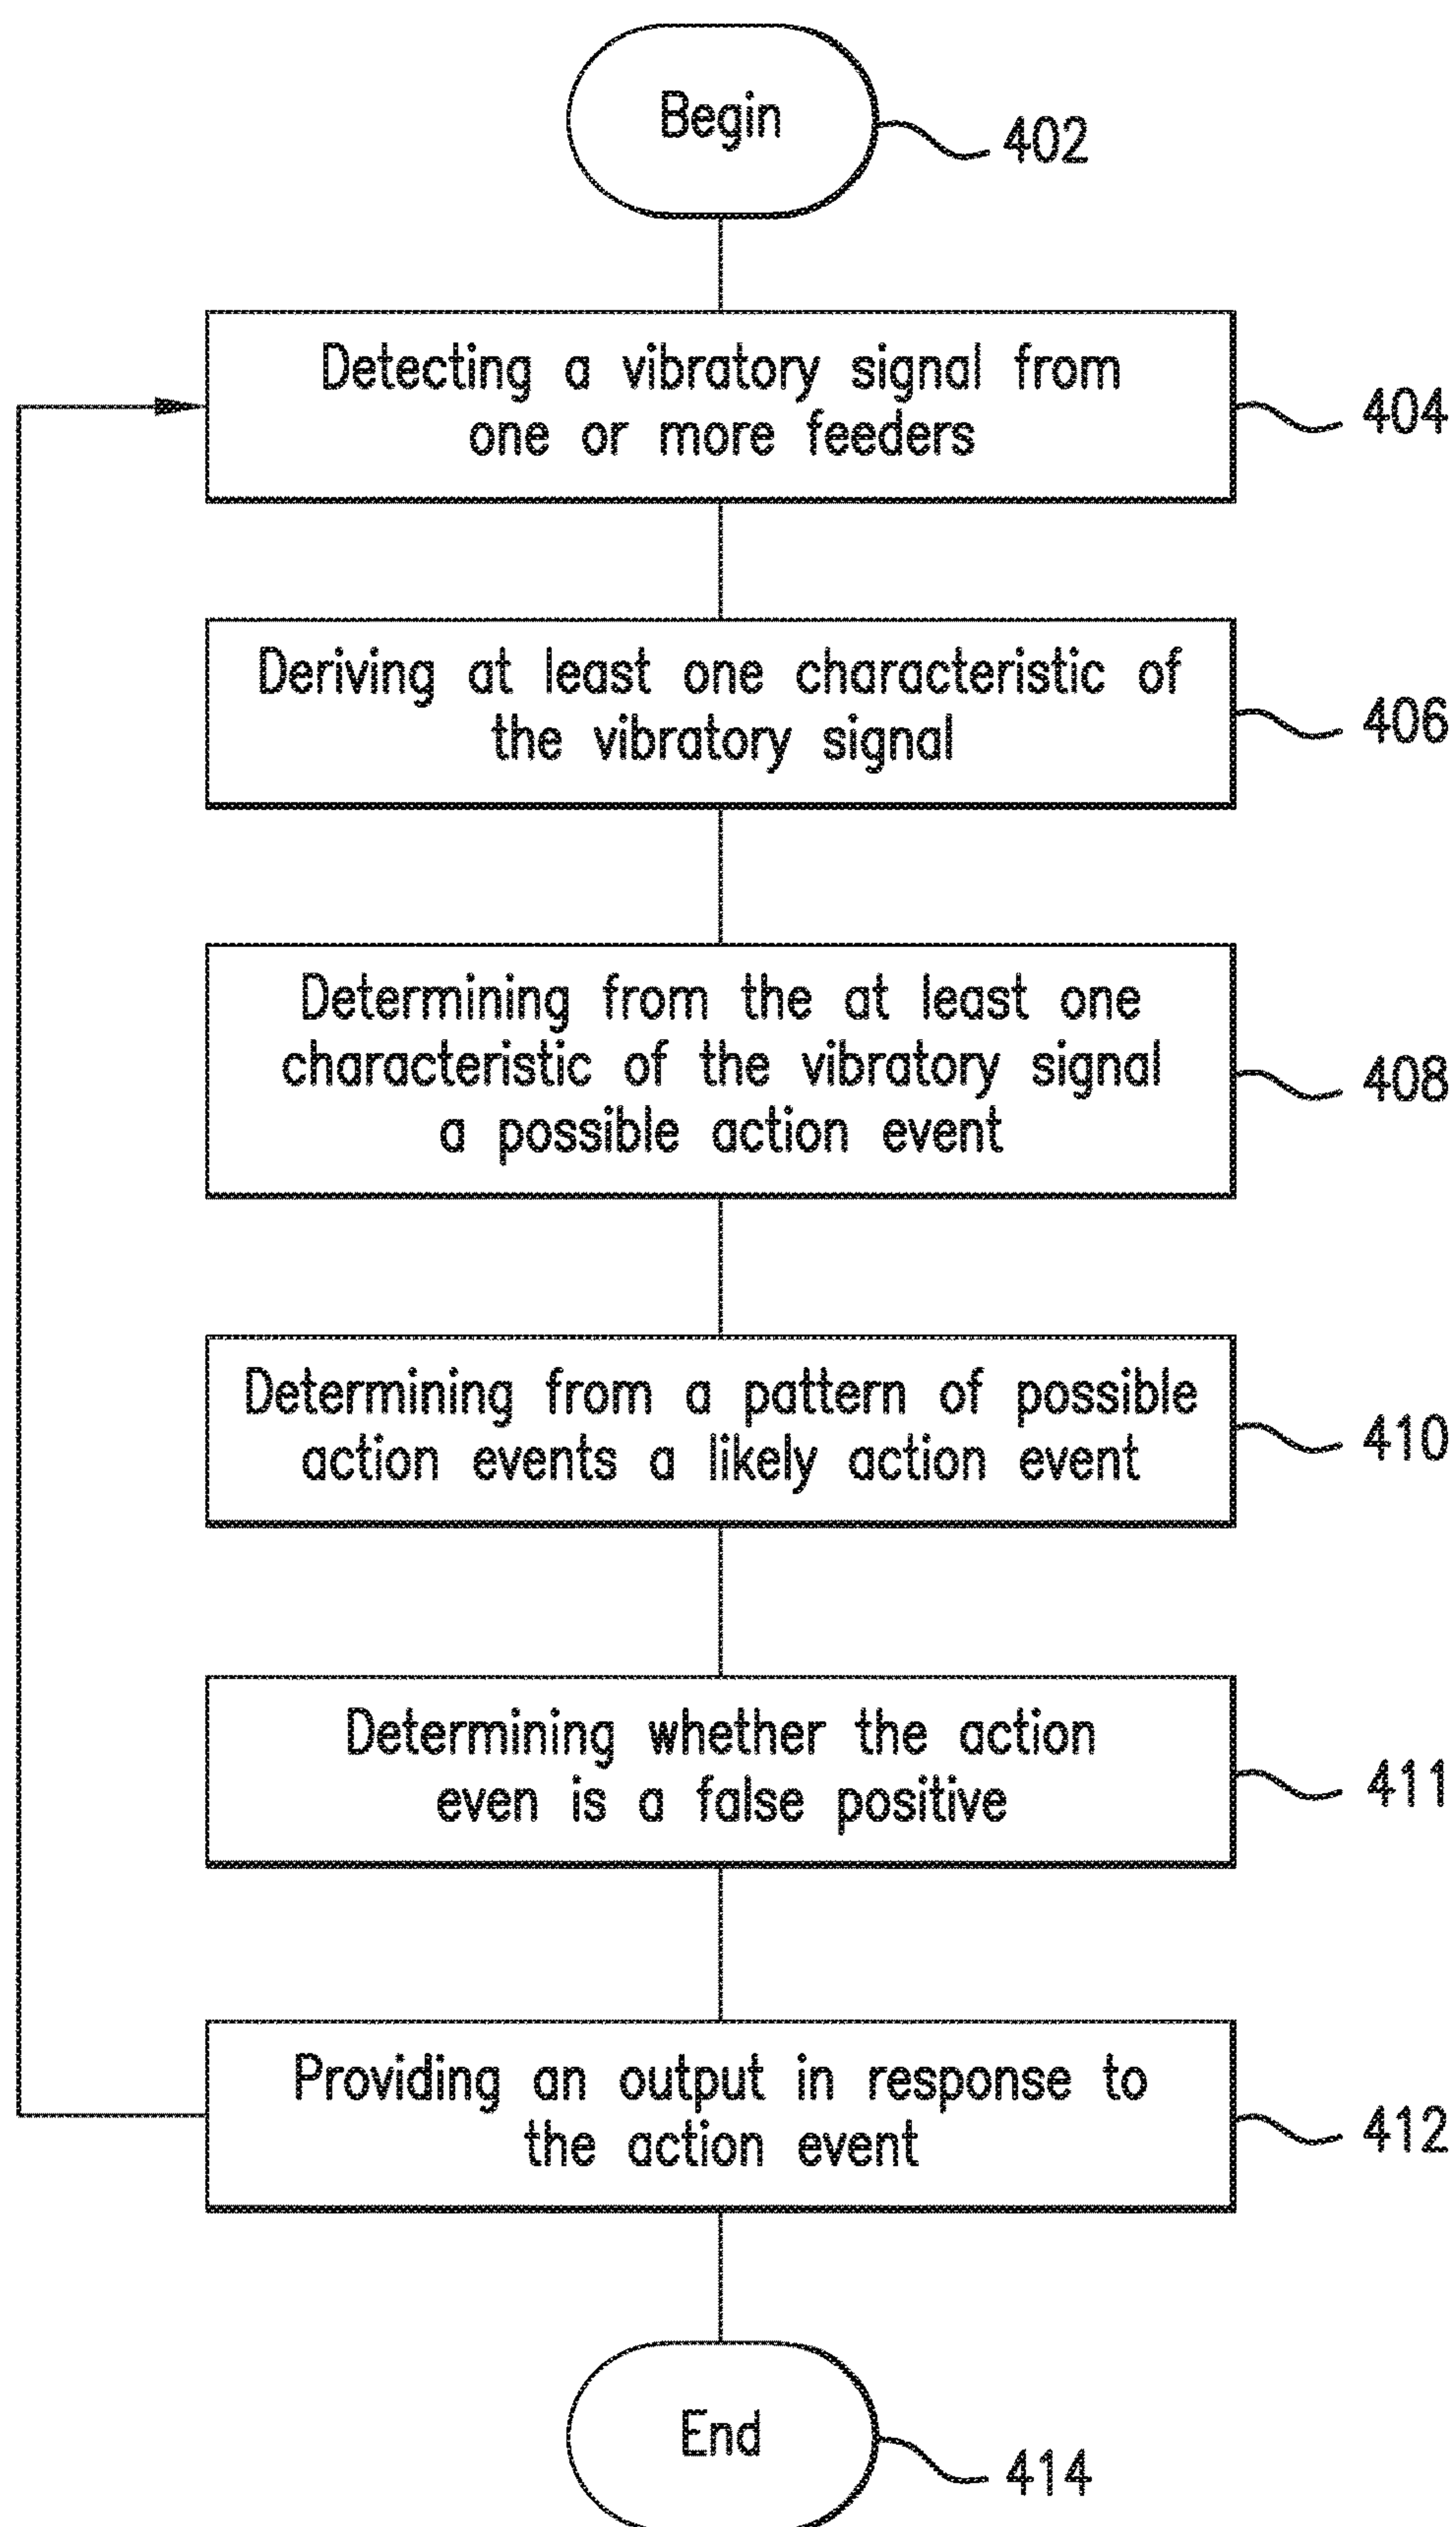 Begin
402
Detecting a vibratory signal from
one or more feeders
404
Deriving at least one characteristic of
the vibratory signal
406
Determining from the at least one
characteristic of the vibratory signal
a possible action event
408
Determining from a pattern of possible
action events a likely action event
410
Determining whether the action
even is a false positive
411
Providing an output in response to
the action event
412
End
414